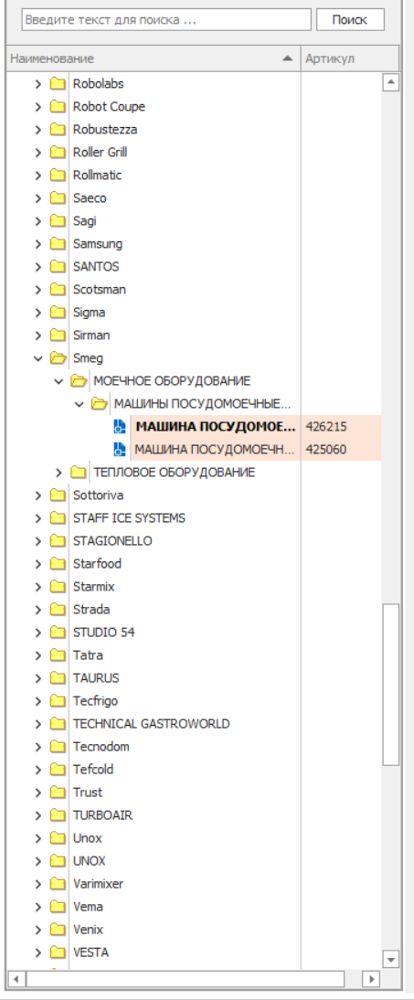 Введите текст для поиска ... Поиск
Наименование Артикул
Robolabs
Robot Coupe
Robustezza
Roller Grill
Rollmatic
Saeco
Sagi
Samsung
SANTOS
Scotsman
Sigma
Sirman
Smeg
МОЕЧНОЕ ОБОРУДОВАНИЕ
МАШИНЫ ПОСУДОМОЕЧНЫЕ...
МАШИНА ПОСУДОМОЕ... 426215
МАШИНА ПОСУДОМОЕЧН... 425060
ТЕПЛОВОЕ ОБОРУДОВАНИЕ
Sottoriva
STAFF ICE SYSTEMS
STAGIONELLO
Starfood
Starmix
Strada
STUDIO 54
Tatra
TAURUS
Tecfrigo
TECHNICAL GASTROWORLD
Tecnodom
Tefcold
Trust
TURBOAIR
Unox
UNOX
Varimixer
Vema
Venix
VESTA